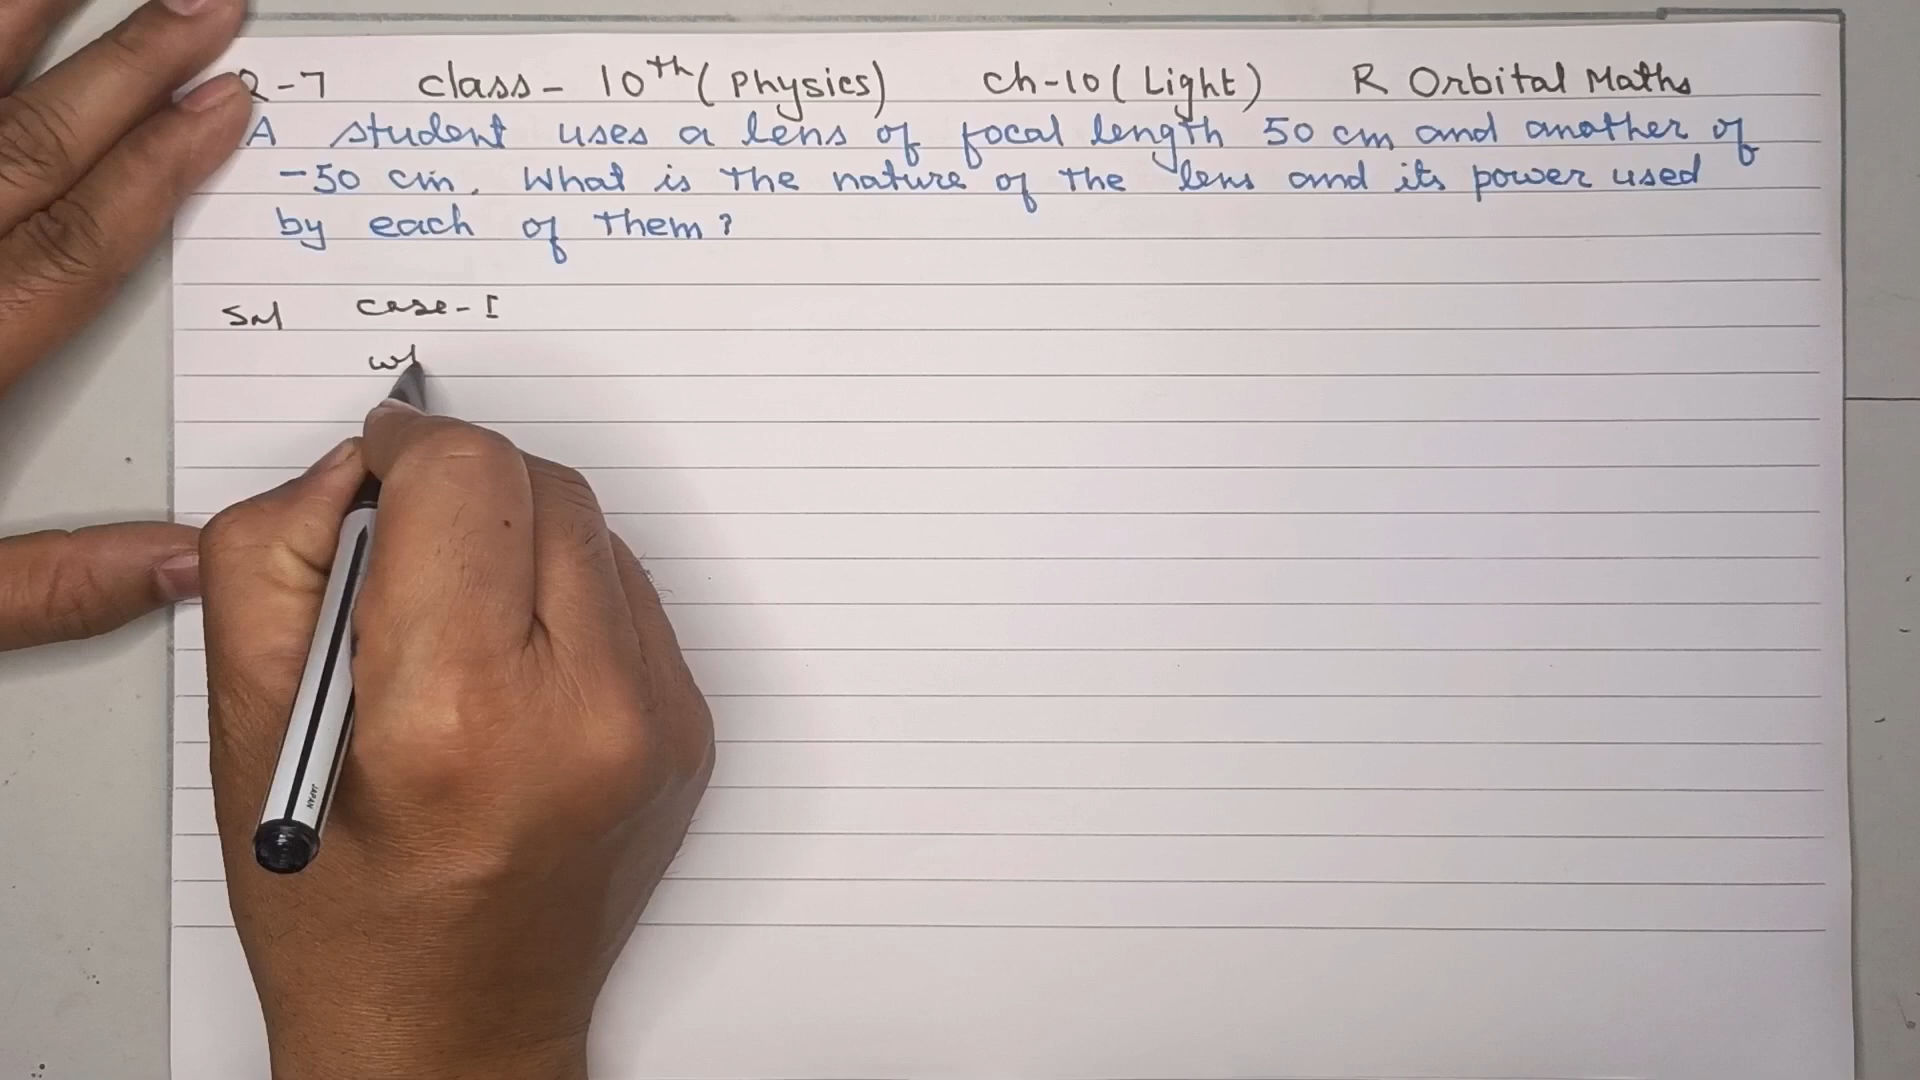 Q-7 class- 10th (Physics) ch-10 (Light) R Orbital Maths
A student uses a lens of focal length 50 cm and another of
-50 cm. What is the nature of the lens and its power used
by each of them?
Sol case-I
wh
JAPAN